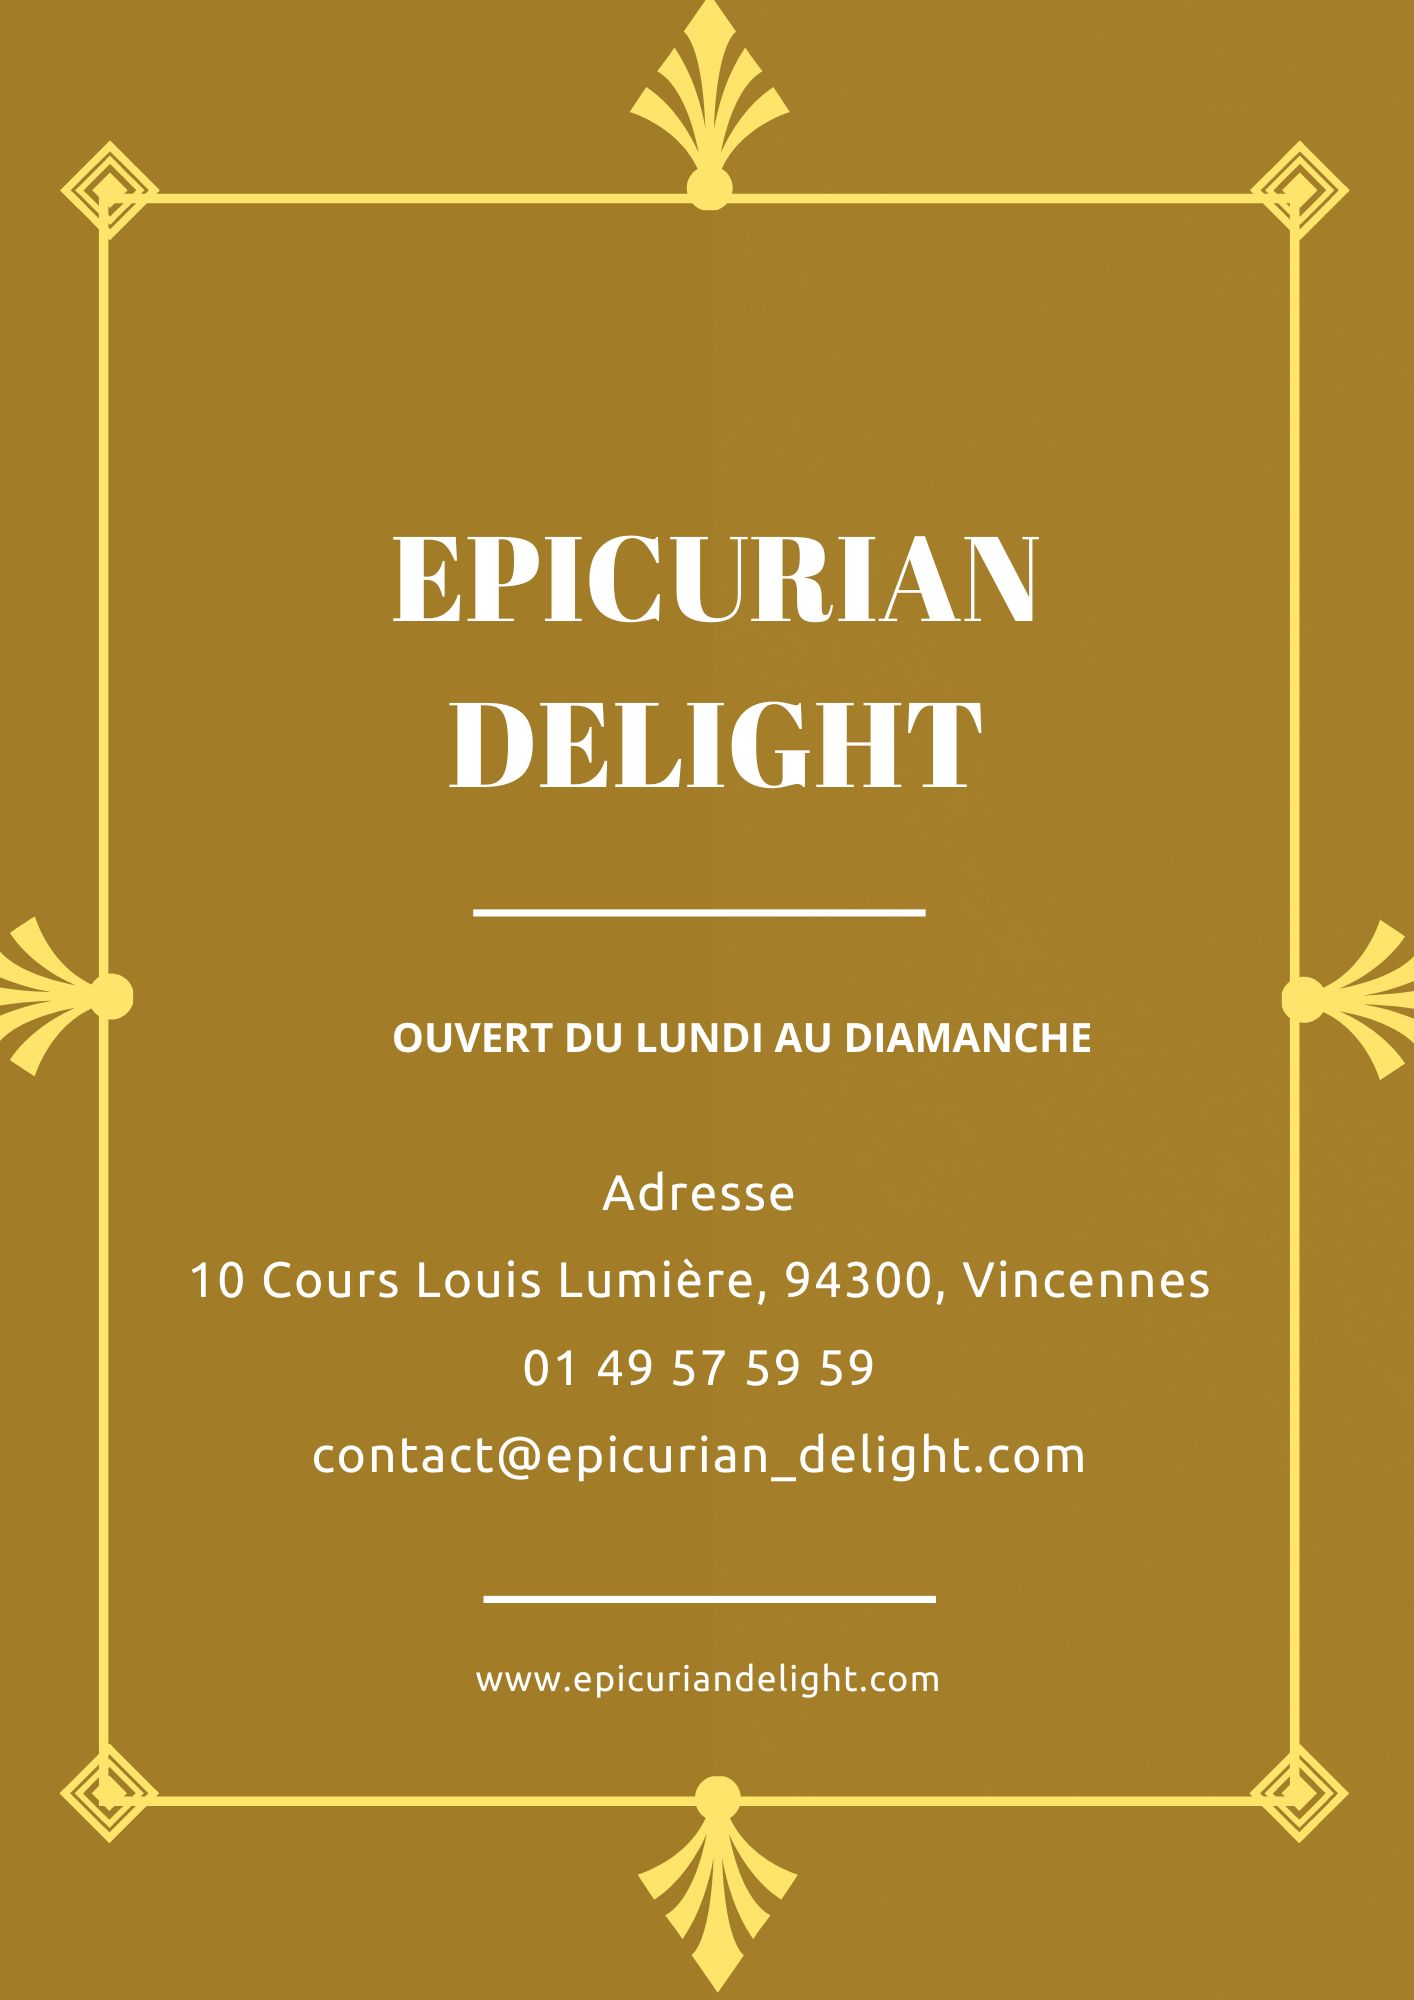 EPICURIAN
DELIGHT
OUVERT DU LUNDI AU DIAMANCHE
Adresse
10 Cours Louis Lumière, 94300, Vincennes
01 49 57 59 59
contact@epicurian_delight.com
www.epicuriandelight.com